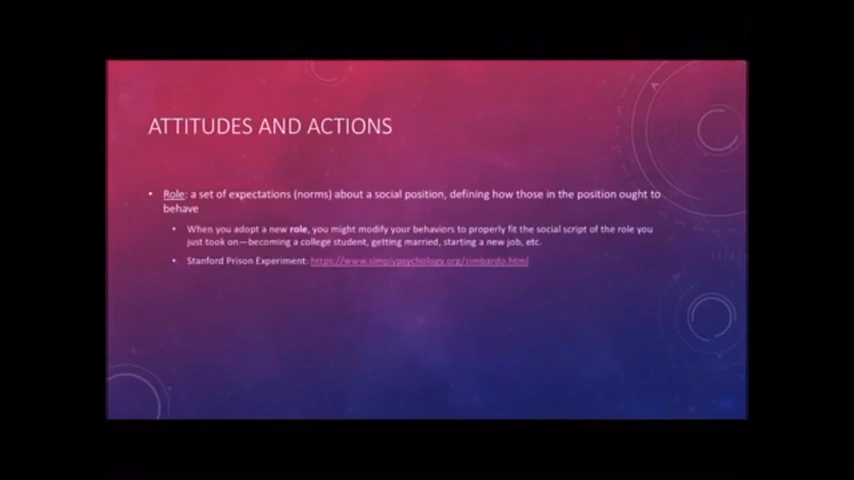 ATTITUDES AND ACTIONS
• Role: a set of expectations (norms) about a social position, defining how those in the position ought to
behave
• When you adopt a new role, you might modify your behaviors to properly fit the social script of the role you
just took on—becoming a college student, getting married, starting a new job, etc.
• Stanford Prison Experiment: https://www.simplypsychology.org/zimbardo.html